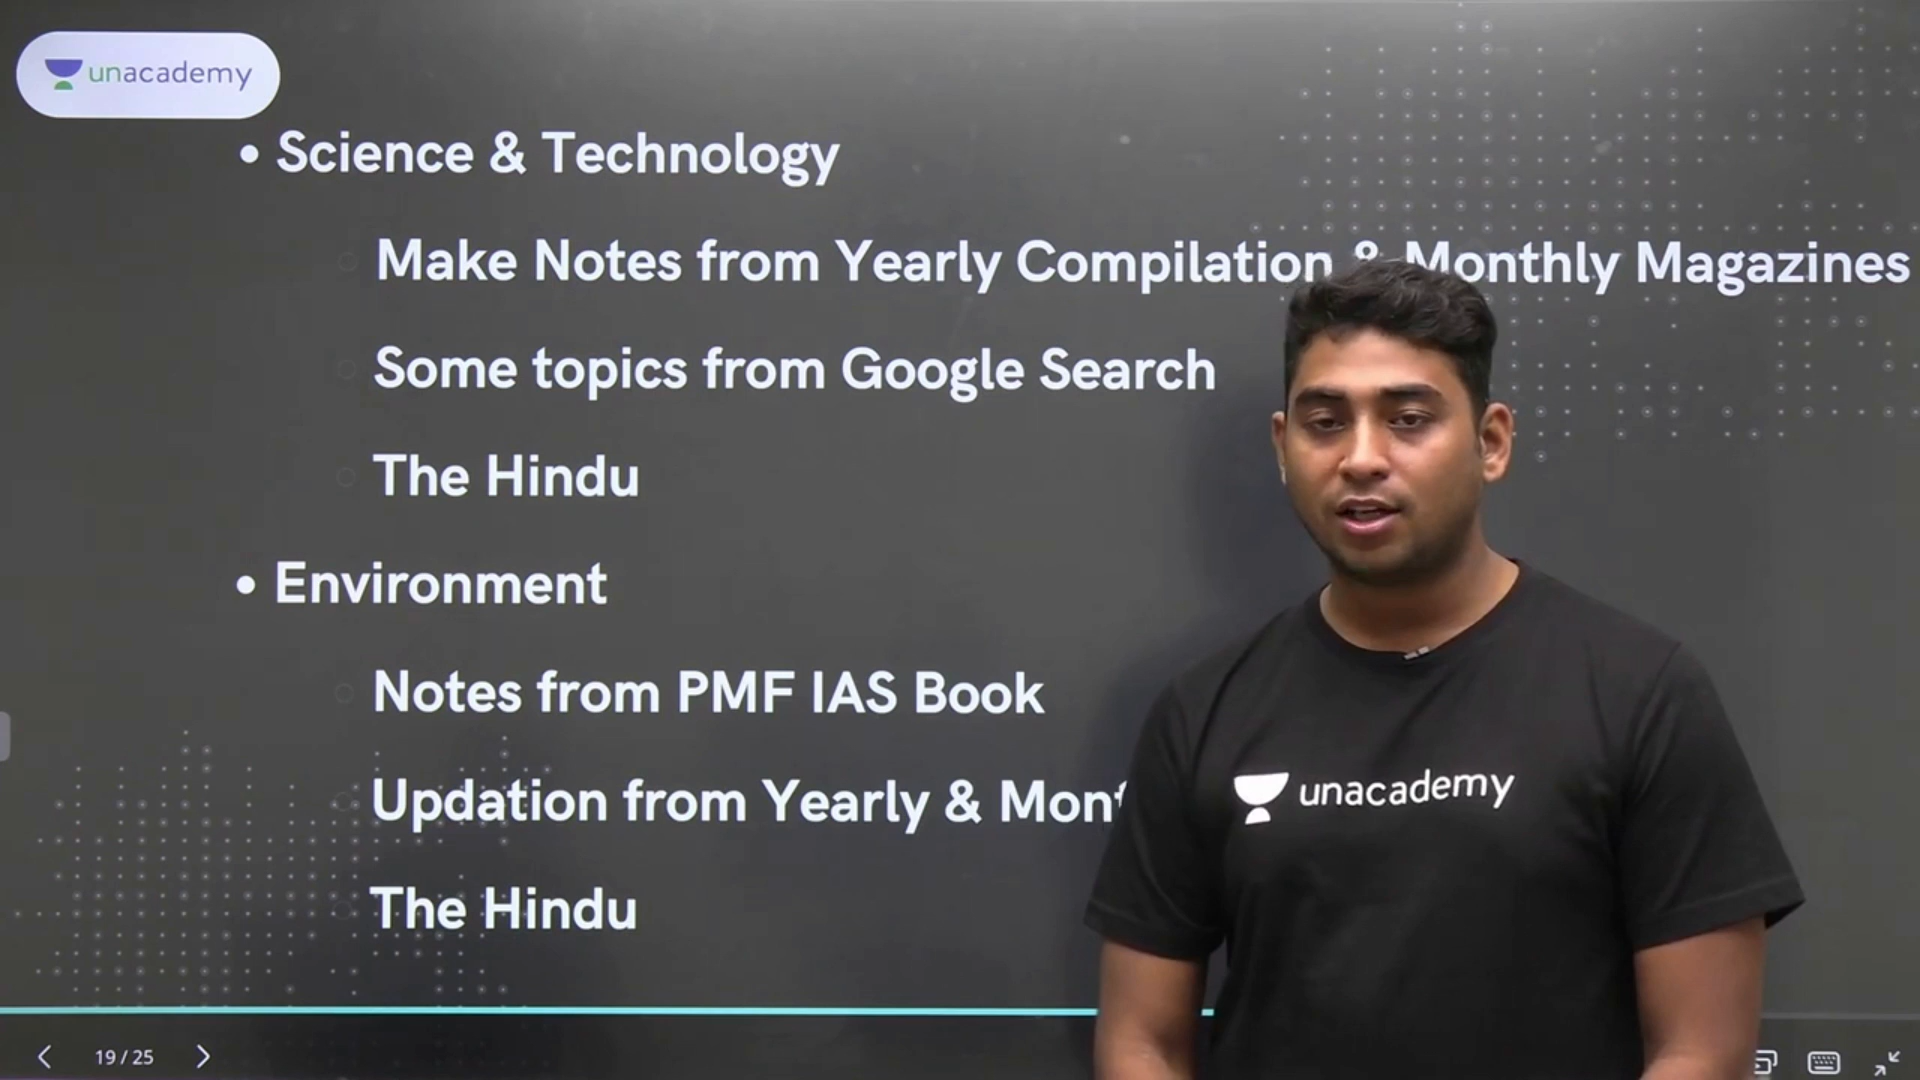 unacademy
• Science & Technology
Make Notes from Yearly Compilation & Monthly Magazines
Some topics from Google Search
The Hindu
• Environment
Notes from PMF IAS Book
Updation from Yearly &
The Hindu
unacademy
19 / 25